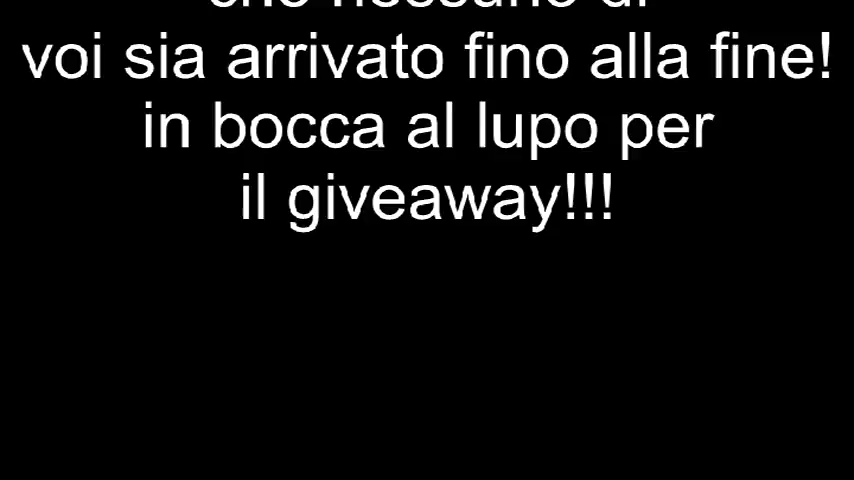 voi sia arrivato fino alla fine!
in bocca al lupo per
il giveaway!!!